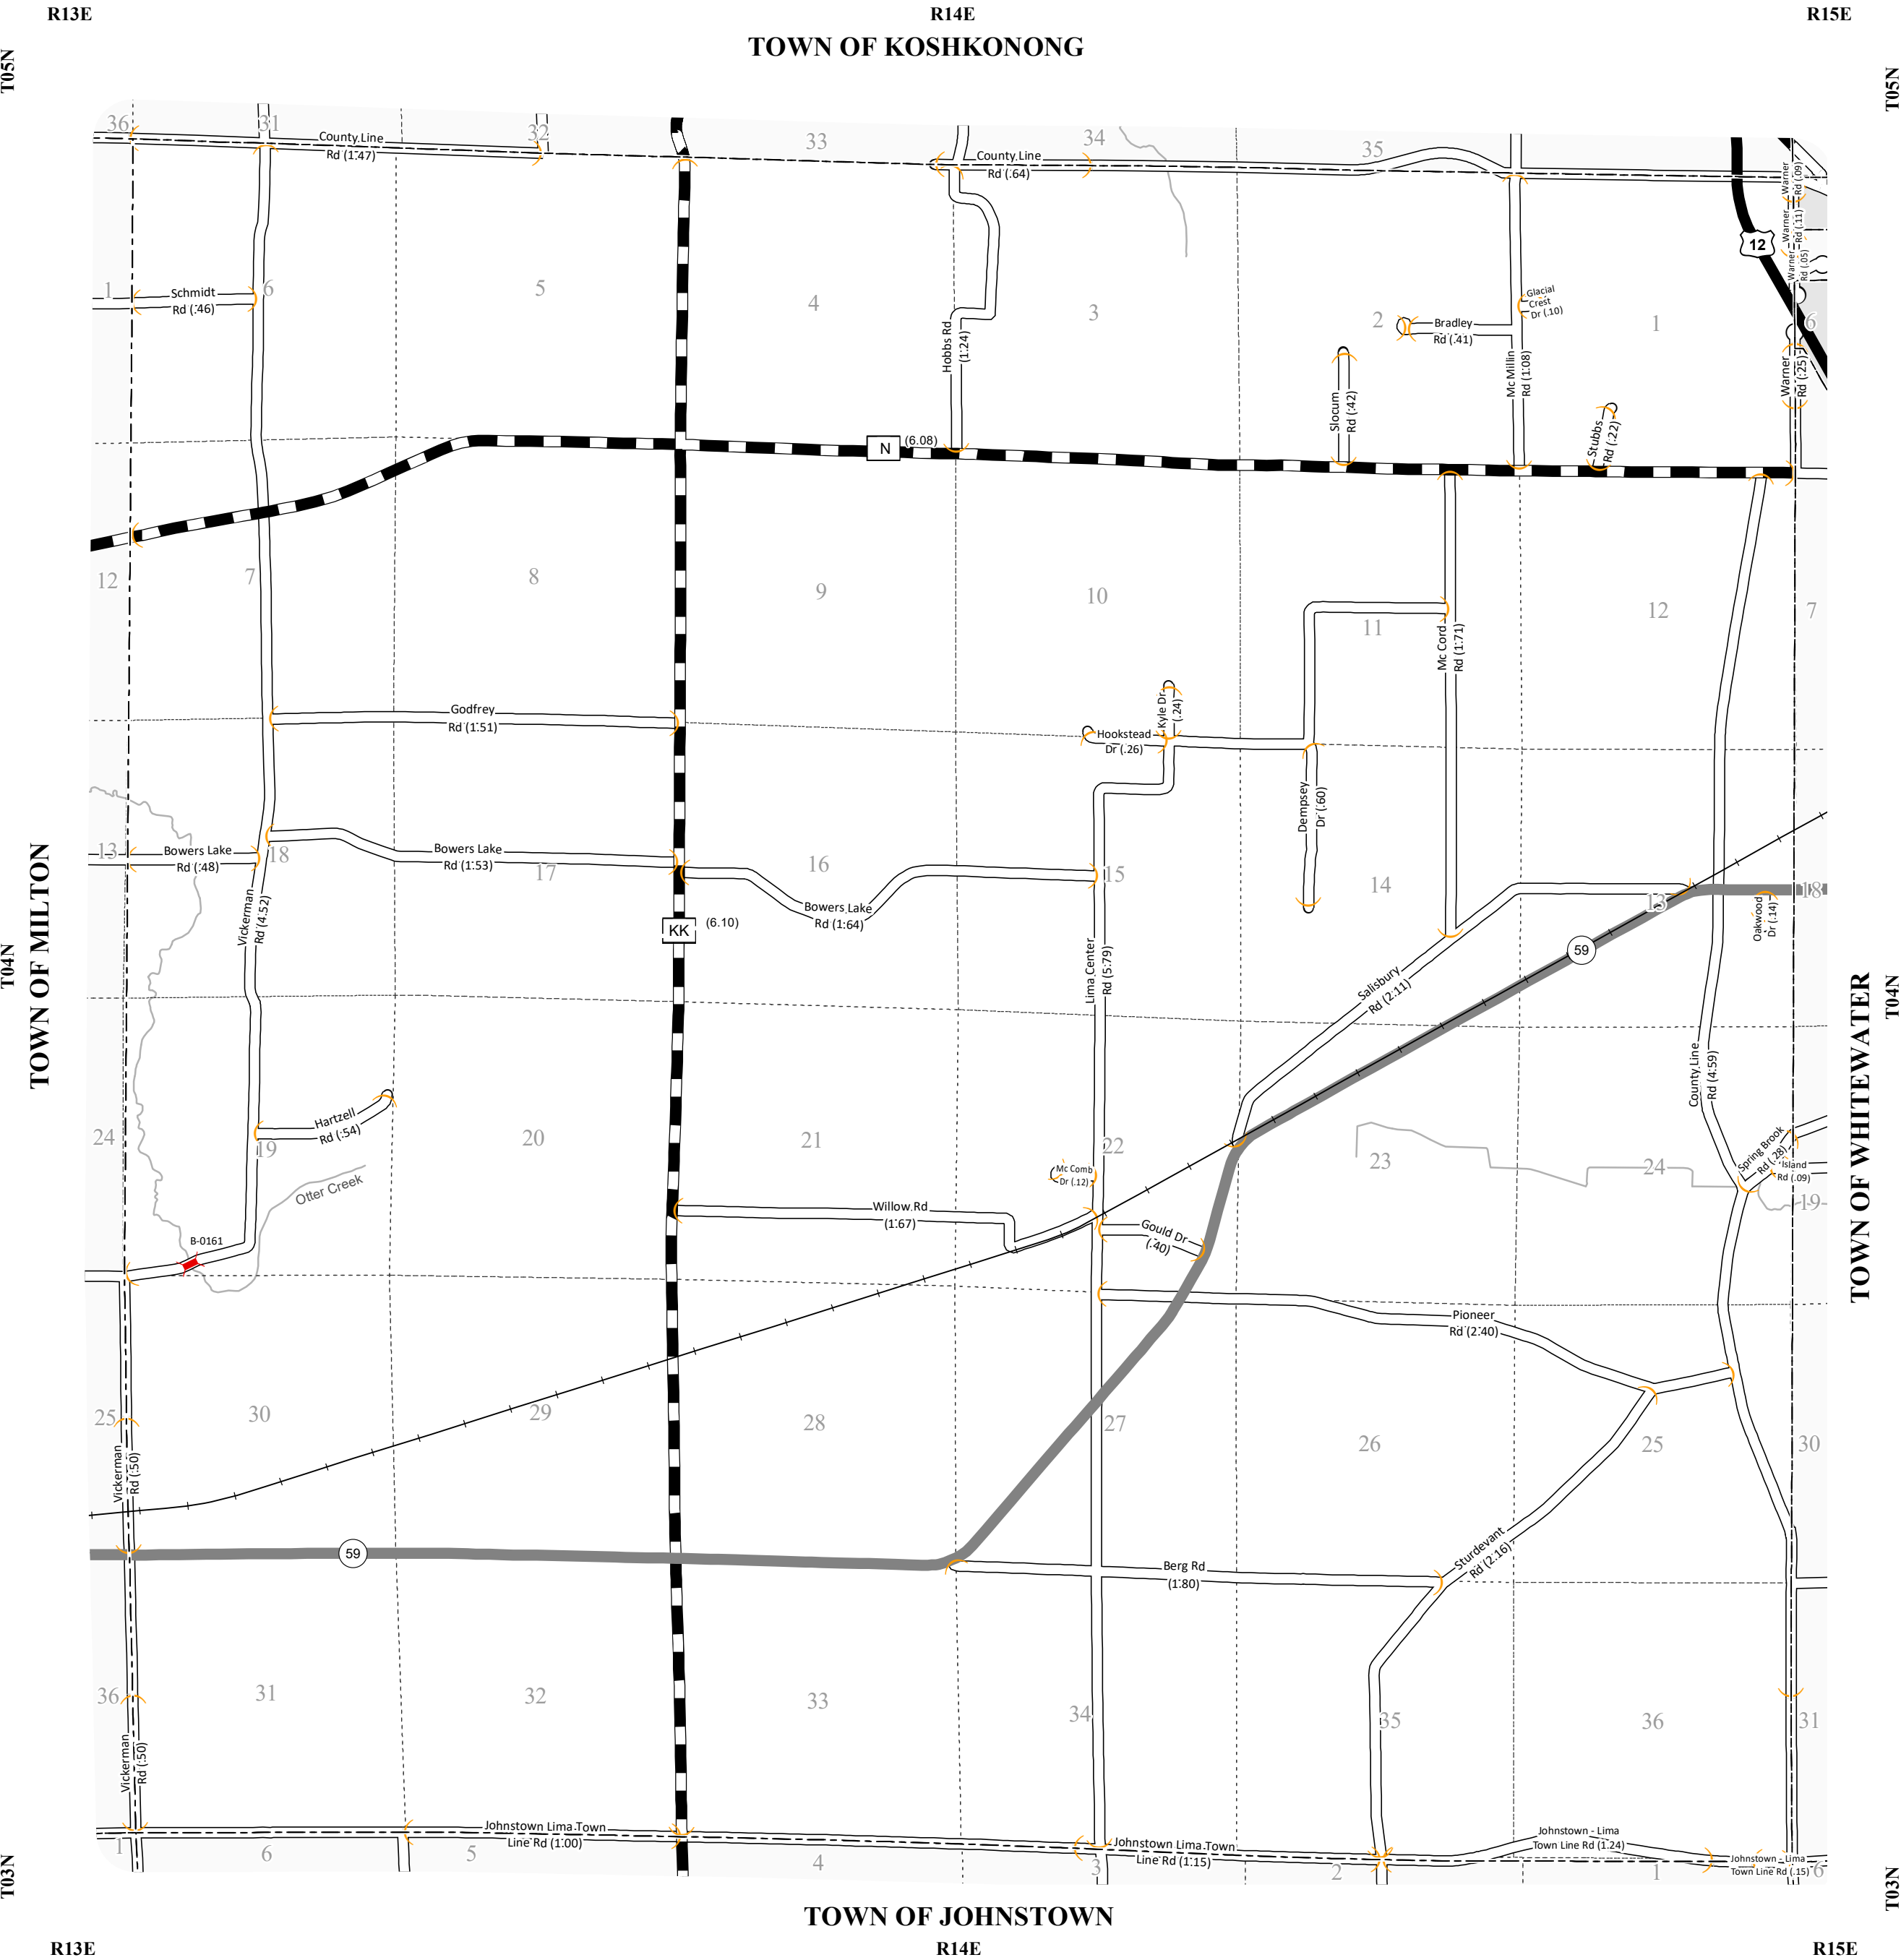 R13E
R14E
R15E
TOWN OF KOSHKONONG
T05N
T05N
36
31
32
33
34
35
County Line
Rd (1.47)
County Line
Rd (.64)
Warner
Rd (.09)
Warner
Rd (.11)
Warner
Rd (.05)
12
1
Schmidt
Rd (.46)
6
5
4
3
2
1
6
Glacial
Crest
Dr (.10)
Bradley
Rd (.41)
Hobbs Rd
(1.24)
Mc Millin
Rd (1.08)
Slocum
Rd (.42)
Warner
Rd (.25)
Stubbs
Rd (.22)
N
(6.08)
12
7
8
9
10
11
12
7
Mc Cord
Rd (1.71)
Godfrey
Rd (1.51)
Kyle Dr
(.24)
Hookstead
Dr (.26)
Dempsey
Dr (.60)
TOWN OF MILTON
T04N
13
Bowers Lake
Rd (.48)
18
Bowers Lake
Rd (1.53)
17
16
15
14
13
18
Bowers Lake
Rd (1.64)
Vickerman
Rd (4.52)
KK
(6.10)
Oakwood
Dr (.14)
59
Lima Center
Rd (5.79)
Salisbury
Rd (2.11)
T04N
TOWN OF WHITEWATER
County Line
Rd (4.59)
24
19
20
21
22
23
24
19
Hartzell
Rd (.54)
Otter Creek
Mc Comb
Dr (.12)
Spring Brook
Rd (.28)
Island
Rd (.09)
Willow Rd
(1.67)
Gould Dr
(.40)
B-0161
Pioneer
Rd (2.40)
25
30
29
28
27
26
25
30
Vickerman
Rd (.50)
59
Sturdevant
Rd (2.16)
Berg Rd
(1.80)
36
31
32
33
34
35
36
31
Vickerman
Rd (.50)
Johnstown Lima Town
Line Rd (1.00)
Johnstown Lima Town
Line Rd (1.15)
Johnstown - Lima
Town Line Rd (1.24)
Johnstown - Lima
Town Line Rd (.15)
1
6
5
4
3
2
1
6
T03N
T03N
TOWN OF JOHNSTOWN
R13E
R14E
R15E